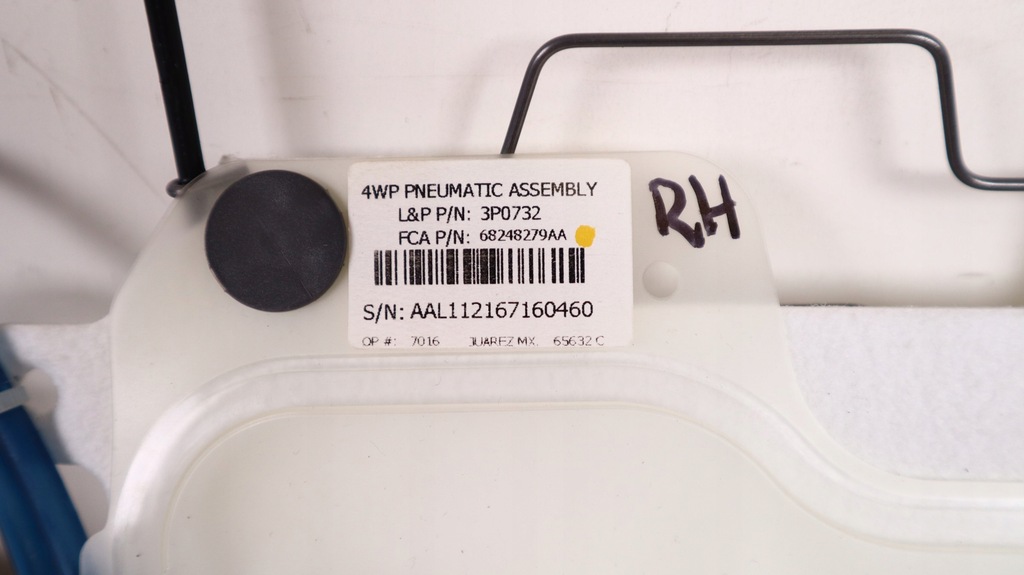 4WP PNEUMATIC ASSEMBLY
L&P P/N: 3P0732
FCA P/N: 68248279AA
S/N: AAL112167160460
OP #: 7016 JUAREZ MX. 65632 C
RH